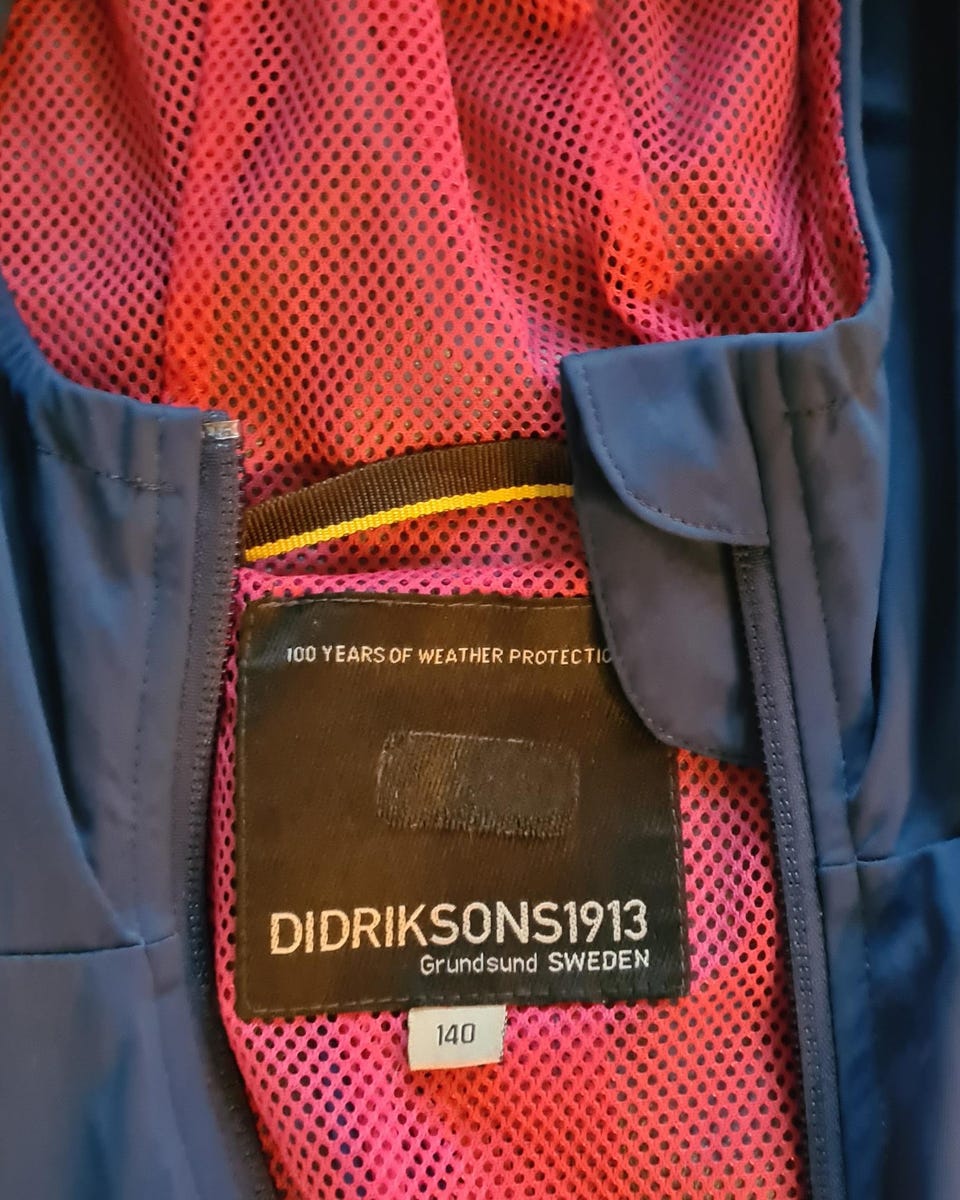 100 YEARS OF WEATHER PROTECTIO
DIDRIKSONS1913
Grundsund SWEDEN
140